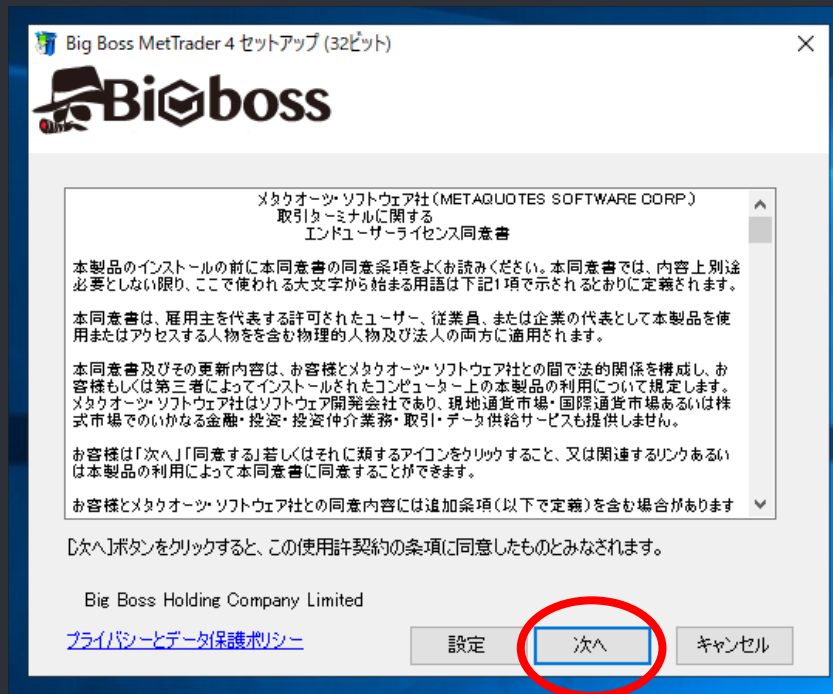 Big Boss MetTrader 4 セットアップ (32ビット)
Bigboss
メタクオーツ・ソフトウェア社(METAQUOTES SOFTWARE CORP.)
取引ターミナルに関する
エンドユーザーライセンス同意書
本製品のインストールの前に本同意書の同意条項をよくお読みください。本同意書では、内容上別途
必要としない限り、ここで使われる大文字から始まる用語は下記1項で示されるとおりに定義されます。
本同意書は、雇用主を代表する許可されたユーザー、従業員、または企業の代表として本製品を使
用またはアクセスする人物をを含む物理的人物及び法人の両方に適用されます。
本同意書及びその更新内容は、お客様とメタクオーツ・ソフトウェア社との間で法的関係を構成し、お
客様もしくは第三者によってインストールされたコンピューター上の本製品の利用について規定します。
メタクオーツ・ソフトウェア社はソフトウェア開発会社であり、現地通貨市場・国際通貨市場あるいは株
式市場でのいかなる金融・投資・投資仲介業務・取引・データ供給サービスも提供しません。
お客様は「次へ」「同意する」若しくはそれに類するアイコンをクリックすること、又は関連するリンクあるい
は本製品の利用によって本同意書に同意することができます。
お客様とメタクオーツ・ソフトウェア社との同意内容には追加条項(以下で定義)を含む場合があります
[次へ]ボタンをクリックすると、この使用許諾契約の条項に同意したものとみなされます。
Big Boss Holding Company Limited
プライバシーとデータ保護ポリシー
設定
次へ
キャンセル